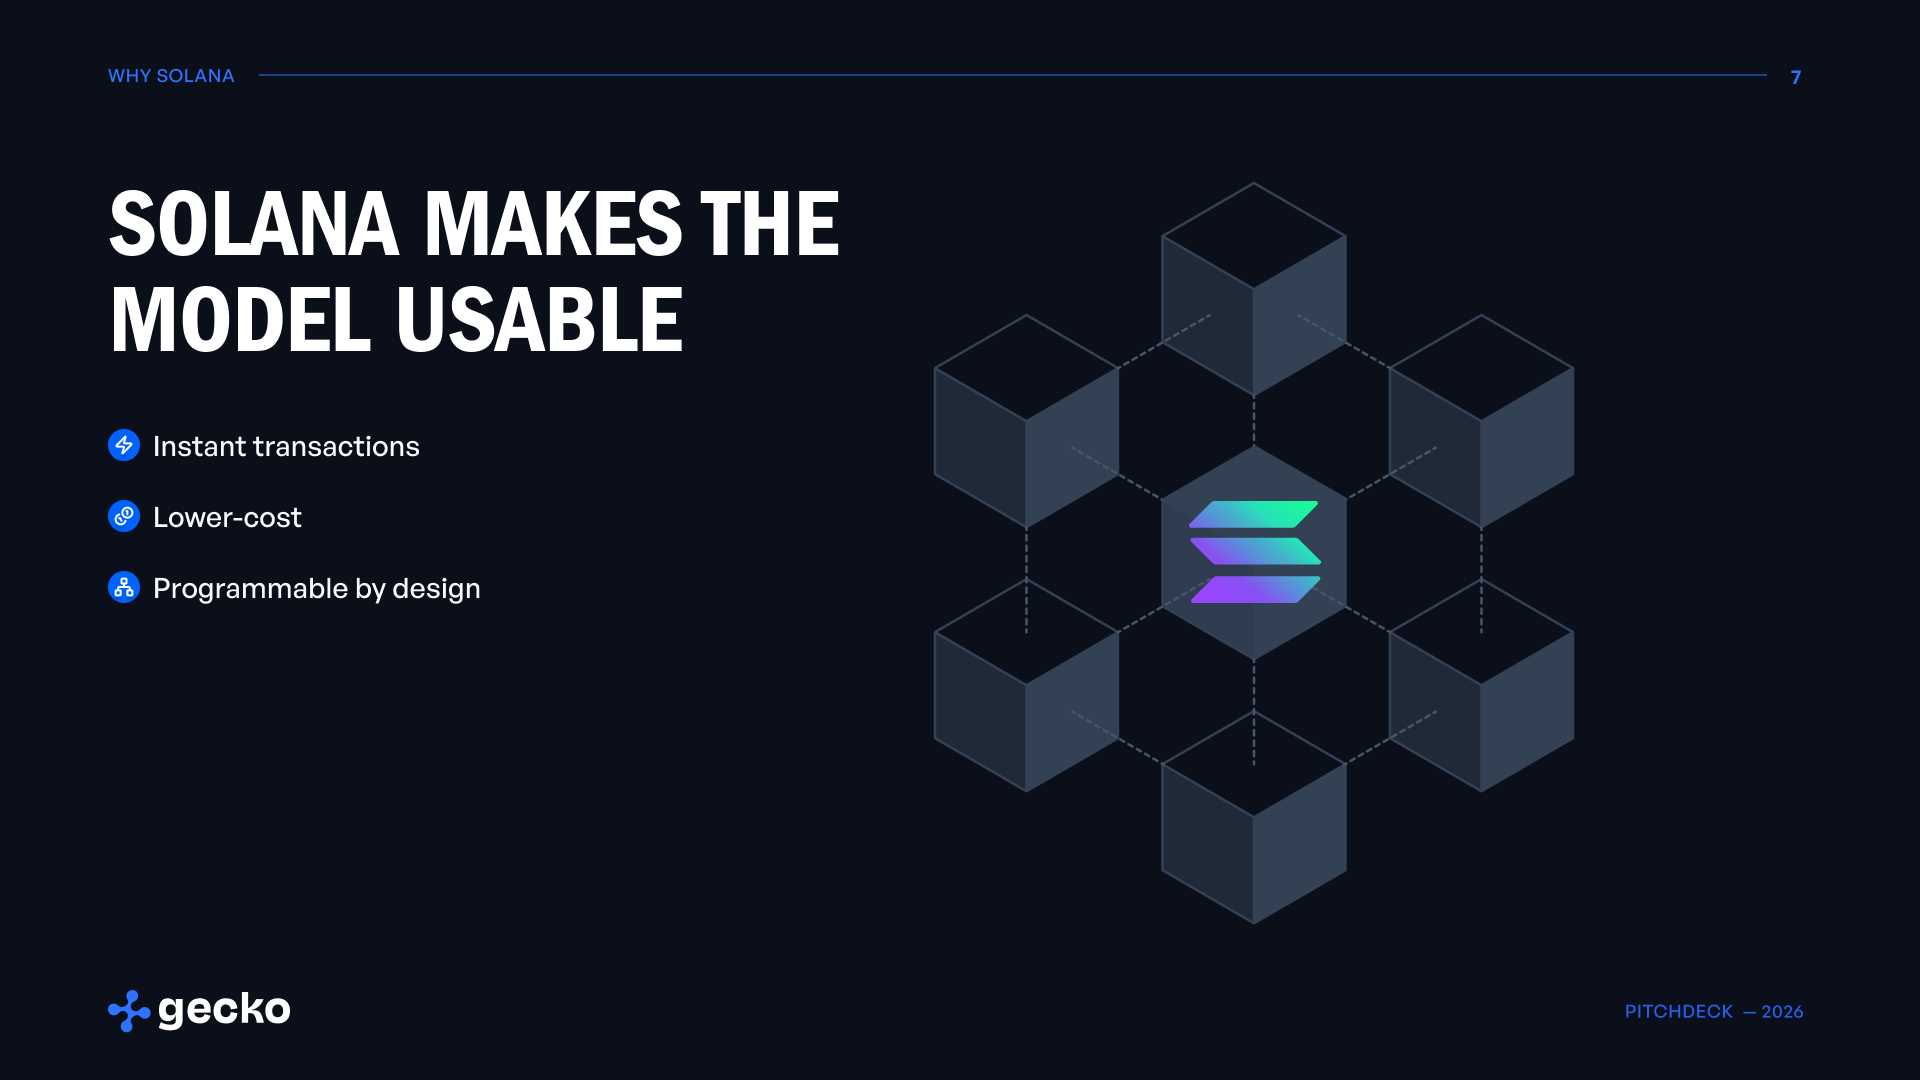 WHY SOLANA
7
SOLANA MAKES THE
MODEL USABLE
Instant transactions
Lower-cost
Programmable by design
gecko
PITCHDECK — 2026